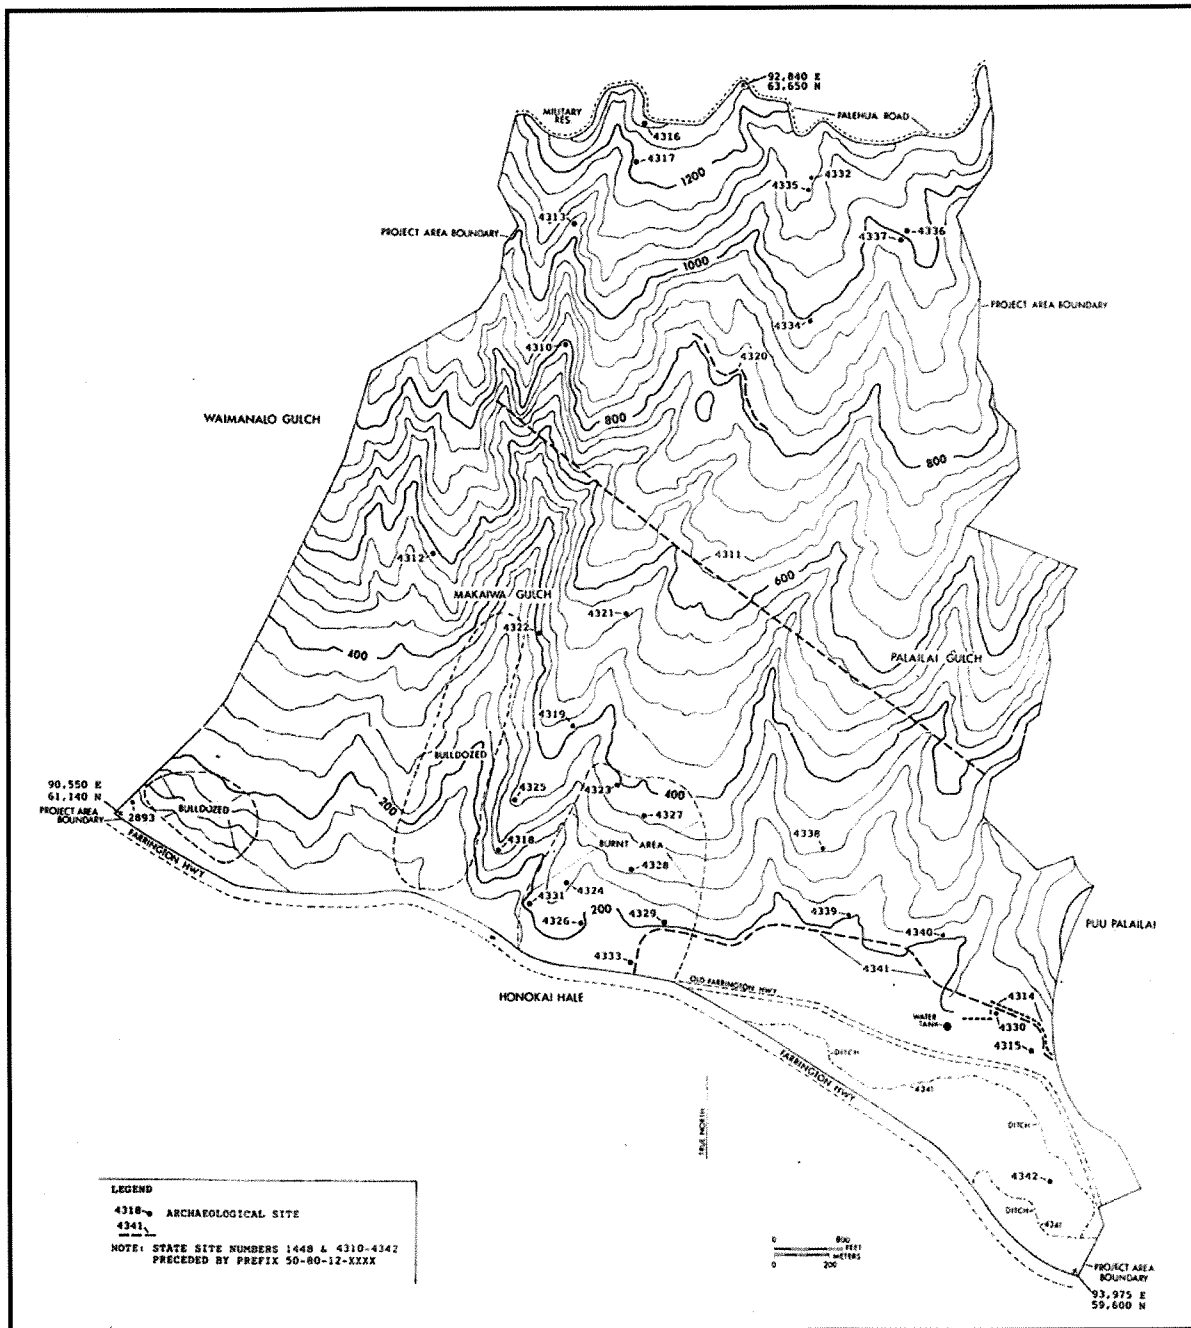 92,840 E
63,650 N
MILITARY
RES
PALEHUA ROAD
4316
4317
1200
4332
4335
4313
4336
4337
PROJECT AREA BOUNDARY
1000
PROJECT AREA BOUNDARY
4334
4310
4320
WAIMANALO GULCH
800
800
4312
4311
600
MAKAIWA GULCH
4321
4322
400
PALAILAI GULCH
4319
BULLDOZED
90,550 E
61,140 N
PROJECT AREA
BOUNDARY
2893
BULLDOZED
200
4325
4323
400
4327
4318
BURNT AREA
4338
4328
4324
4331
4326
200
4329
4339
4340
PUU PALAILAI
FARRINGTON HWY
4333
4341
HONOKAI HALE
OLD FARRINGTON HWY
4314
WATER
TANK
4330
4315
DITCH
FARRINGTON HWY
4341
TRUE NORTH
DITCH
4342
DITCH
4341
LEGEND
4318 ARCHAEOLOGICAL SITE
4341
NOTE: STATE SITE NUMBERS 1448 & 4310-4342
PRECEDED BY PREFIX 50-80-12-XXXX
0 800
FEET
METERS
0 200
PROJECT AREA
BOUNDARY
93,975 E
59,600 N